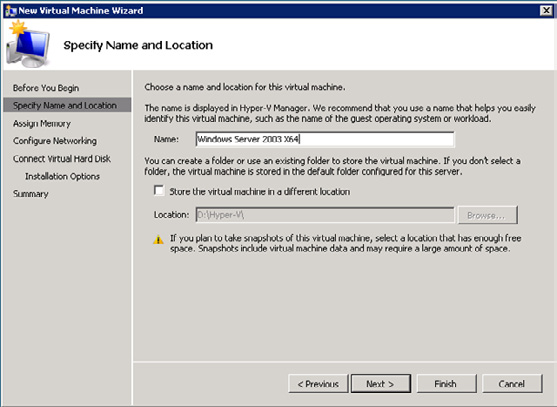 New Virtual Machine Wizard
Specify Name and Location
Before You Begin
Specify Name and Location
Assign Memory
Configure Networking
Connect Virtual Hard Disk
Installation Options
Summary
Choose a name and location for this virtual machine.
The name is displayed in Hyper-V Manager. We recommend that you use a name that helps you easily
identify this virtual machine, such as the name of the guest operating system or workload.
Name: Windows Server 2003 X64
You can create a folder or use an existing folder to store the virtual machine. If you don't select a
folder, the virtual machine is stored in the default folder configured for this server.
Store the virtual machine in a different location
Location: D:\Hyper-V\ Browse...
If you plan to take snapshots of this virtual machine, select a location that has enough free
space. Snapshots include virtual machine data and may require a large amount of space.
< Previous Next > Finish Cancel